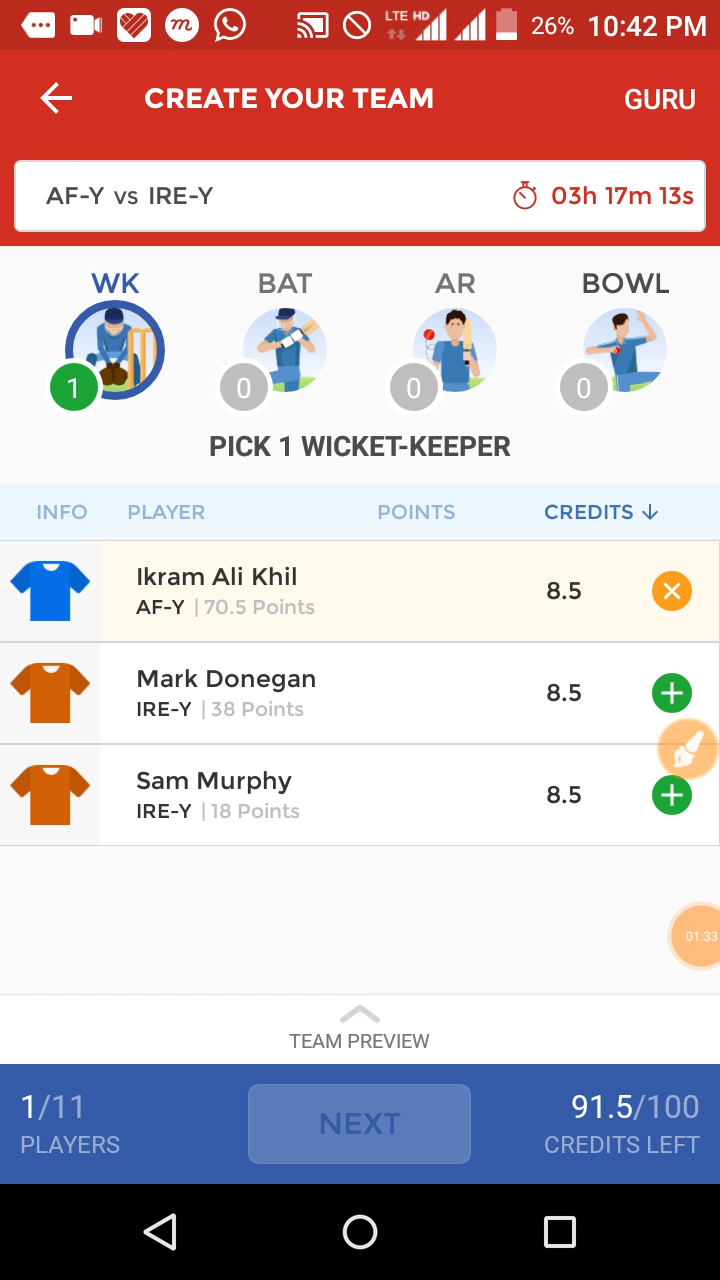 LTE HD 26% 10:42 PM
CREATE YOUR TEAM GURU
AF-Y vs IRE-Y 03h 17m 13s
WK BAT AR BOWL
1 0 0 0
PICK 1 WICKET-KEEPER
INFO PLAYER POINTS CREDITS
Ikram Ali Khil
AF-Y | 70.5 Points 8.5
Mark Donegan
IRE-Y | 38 Points 8.5
Sam Murphy
IRE-Y | 18 Points 8.5
01:33
TEAM PREVIEW
1/11 NEXT 91.5/100
PLAYERS CREDITS LEFT